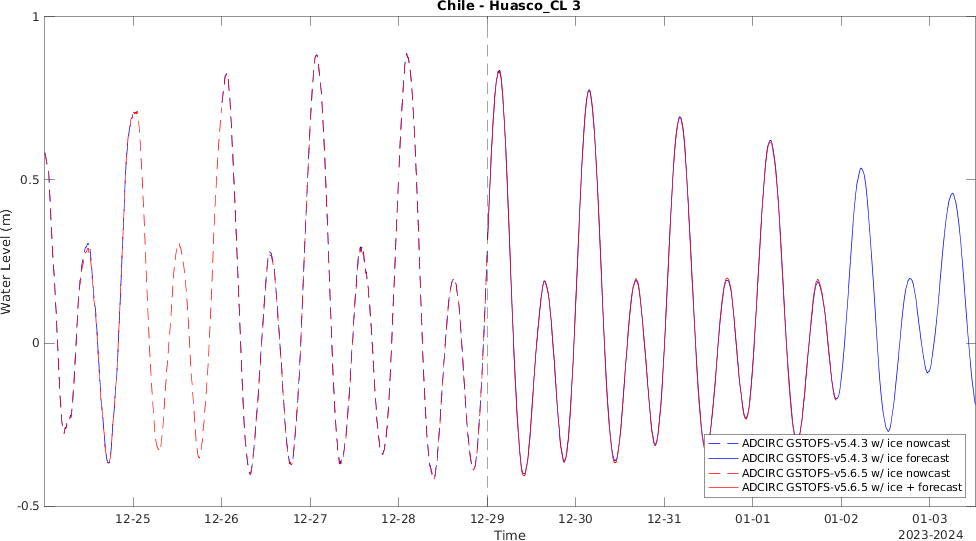 Chile - Huasco_CL 3
Water Level (m)
1
0.5
0
-0.5
12-25 12-26 12-27 12-28 12-29 12-30 12-31 01-01 01-02 01-03
Time
2023-2024
ADCIRC GSTOFS-v5.4.3 w/ ice nowcast
ADCIRC GSTOFS-v5.4.3 w/ ice forecast
ADCIRC GSTOFS-v5.6.5 w/ ice nowcast
ADCIRC GSTOFS-v5.6.5 w/ ice + forecast